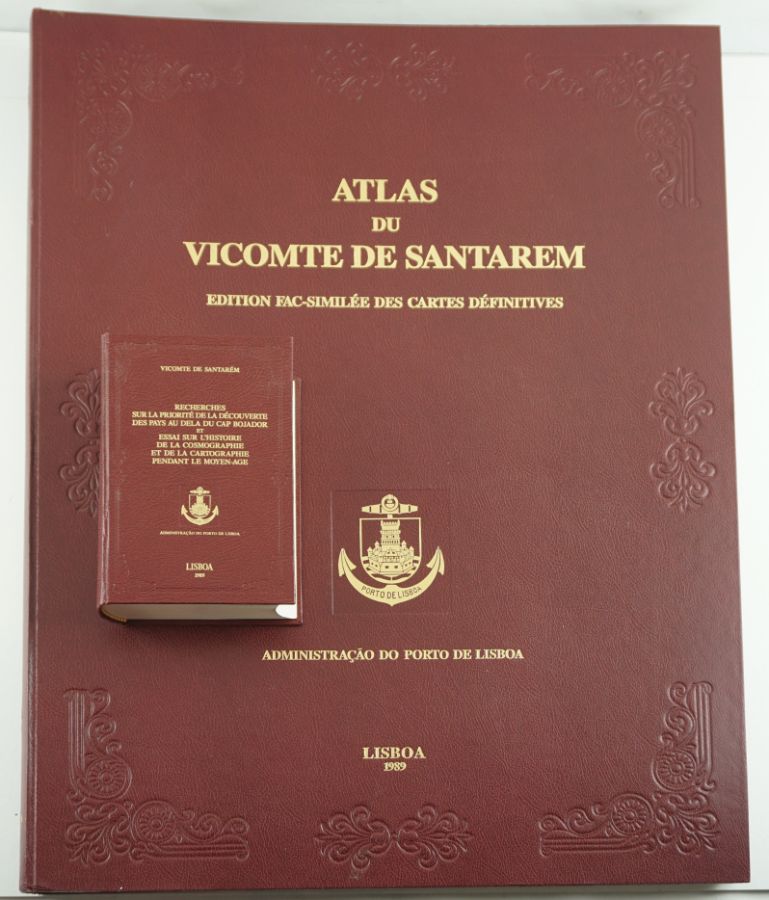 ATLAS
DU
VICOMTE DE SANTAREM
EDITION FAC-SIMILÉE DES CARTES DÉFINITIVES
VICOMTE DE SANTARÉM
RECHERCHES
SUR LA PRIORITÉ DE LA DÉCOUVERTE
DES PAYS AU DELA DU CAP BOJADOR
ET
ESSAI SUR L'HISTOIRE
DE LA COSMOGRAPHIE
ET DE LA CARTOGRAPHIE
PENDANT LE MOYEN-AGE
ADMINISTRAÇÃO DO PORTO DE LISBOA
LISBOA
1989
PORTO DE LISBOA
ADMINISTRAÇÃO DO PORTO DE LISBOA
LISBOA
1989